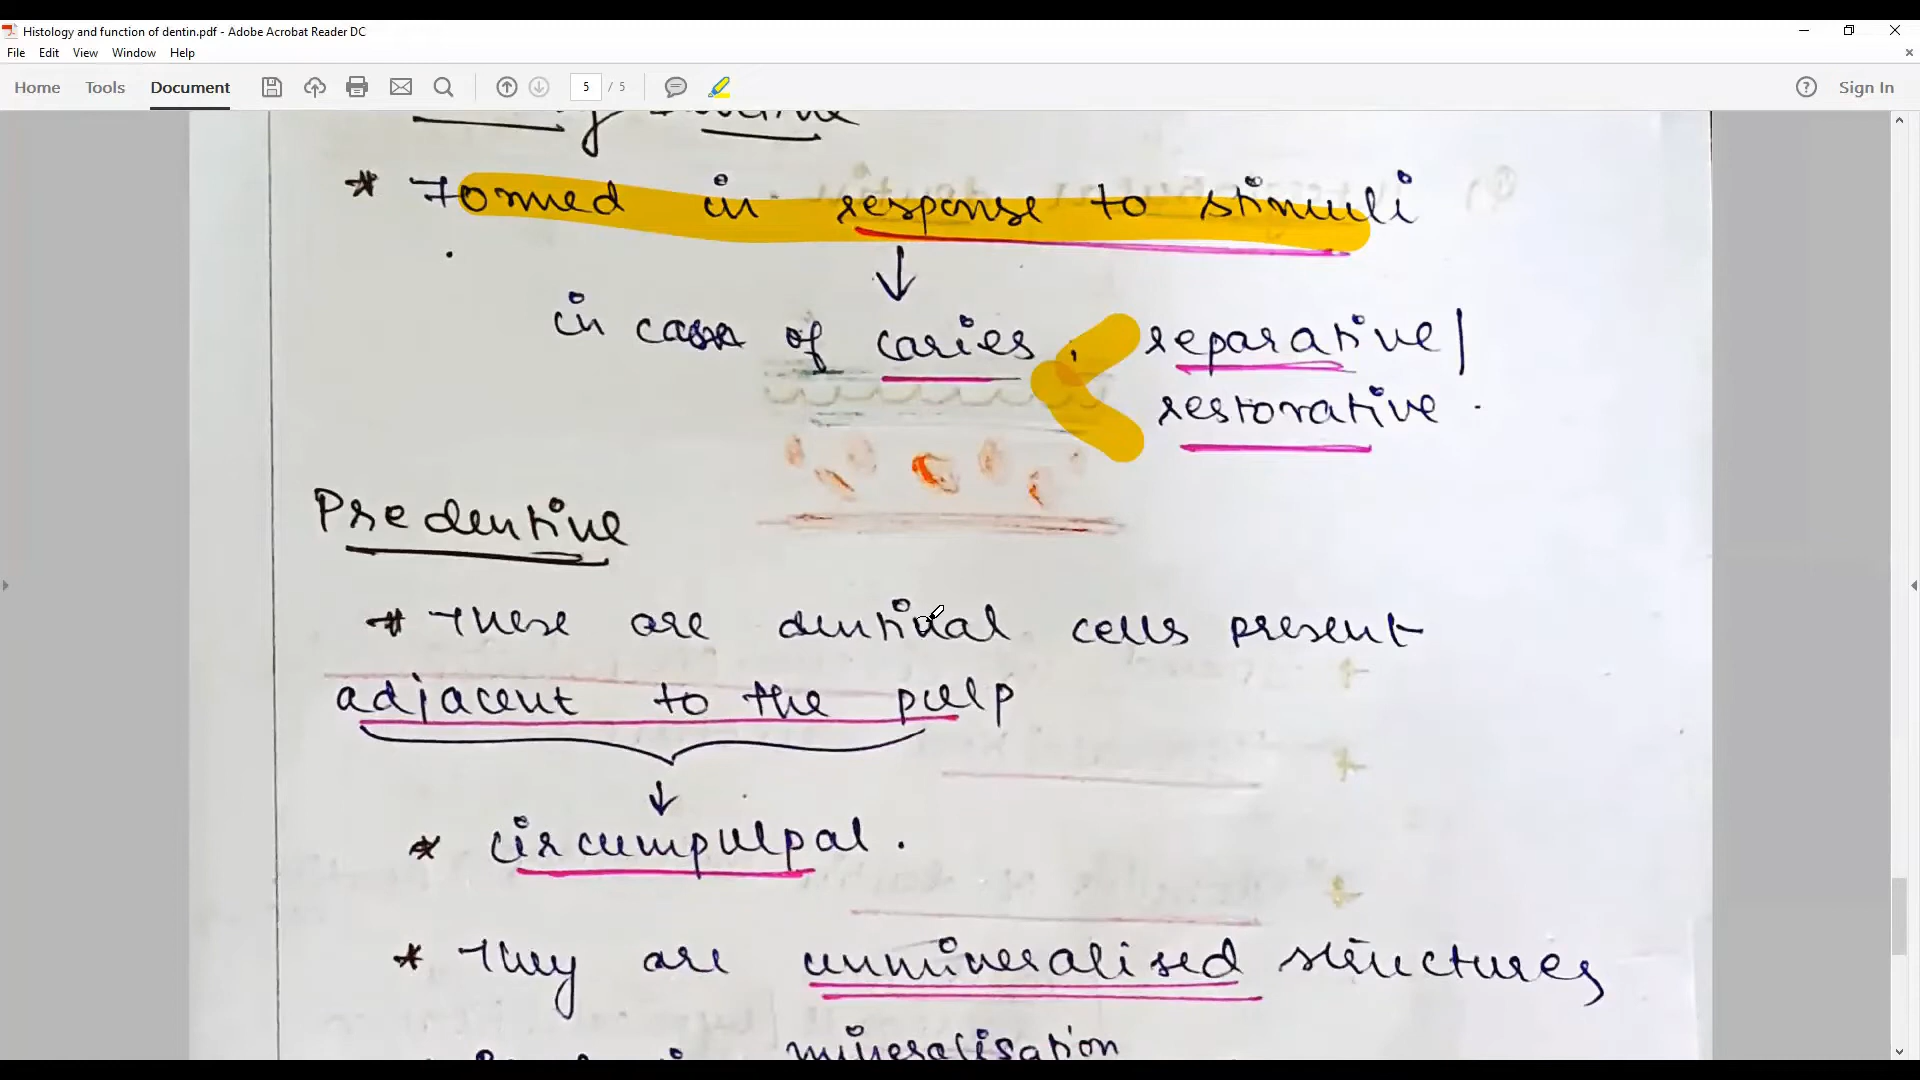 Histology and function of dentin.pdf - Adobe Acrobat Reader DC
File Edit View Window Help
Home Tools Document 5 / 5 Sign In
* Formed in response to stimuli
in case of caries. reparative/
restorative.
Predentine
* These are dentinal cells present
adjacent to the pulp
* circumpulpal.
* They are unmineralised structures
mineralisation